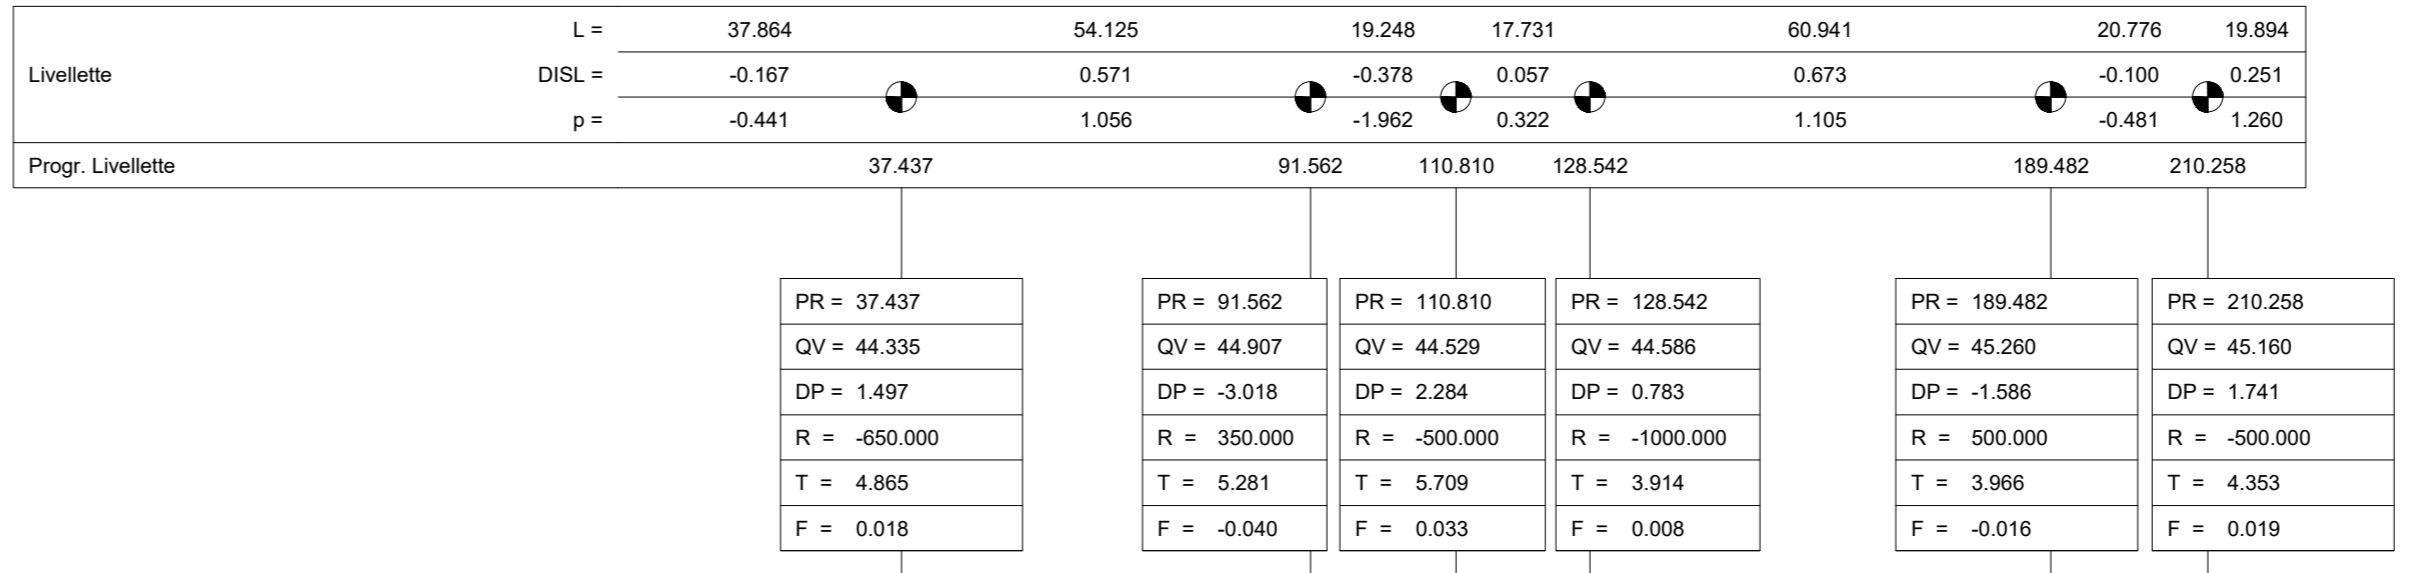 L = 37.864 54.125 19.248 17.731 60.941 20.776 19.894
Livellette DISL = -0.167 0.571 -0.378 0.057 0.673 -0.100 0.251
p = -0.441 1.056 -1.962 0.322 1.105 -0.481 1.260
Progr. Livellette 37.437 91.562 110.810 128.542 189.482 210.258
PR = 37.437 PR = 91.562 PR = 110.810 PR = 128.542 PR = 189.482 PR = 210.258
QV = 44.335 QV = 44.907 QV = 44.529 QV = 44.586 QV = 45.260 QV = 45.160
DP = 1.497 DP = -3.018 DP = 2.284 DP = 0.783 DP = -1.586 DP = 1.741
R = -650.000 R = 350.000 R = -500.000 R = -1000.000 R = 500.000 R = -500.000
T = 4.865 T = 5.281 T = 5.709 T = 3.914 T = 3.966 T = 4.353
F = 0.018 F = -0.040 F = 0.033 F = 0.008 F = -0.016 F = 0.019